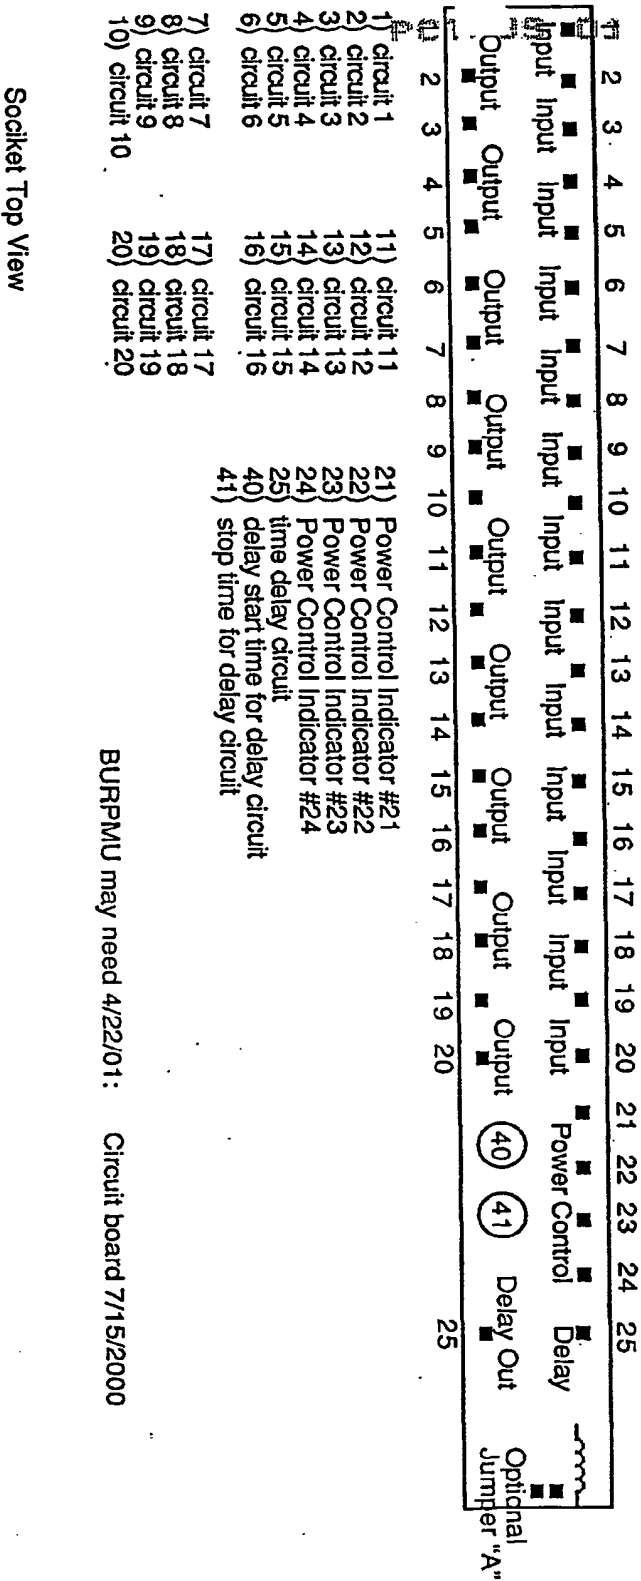 2 3 4 5 6 7 8 9 10 11 12 13 14 15 16 17 18 19 20 21 22 23 24 25
Input Input Input Input Input Input Input Input Input Input Input Input Input Power Control Delay
Output Output Output Output Output Output Output Output Output 40 41 Delay Out Optional
Jumper "A"
2 3 4 5 6 7 8 9 10 11 12 13 14 15 16 17 18 19 20 25
1) circuit 1
2) circuit 2
3) circuit 3
4) circuit 4
5) circuit 5
6) circuit 6
7) circuit 7
8) circuit 8
9) circuit 9
10) circuit 10
11) circuit 11
12) circuit 12
13) circuit 13
14) circuit 14
15) circuit 15
16) circuit 16
17) circuit 17
18) circuit 18
19) circuit 19
20) circuit 20
21) Power Control Indicator #21
22) Power Control Indicator #22
23) Power Control Indicator #23
24) Power Control Indicator #24
25) time delay circuit
40) delay start time for delay circuit
41) stop time for delay circuit
BURPMU may need 4/22/01: Circuit board 7/15/2000
Sociket Top View